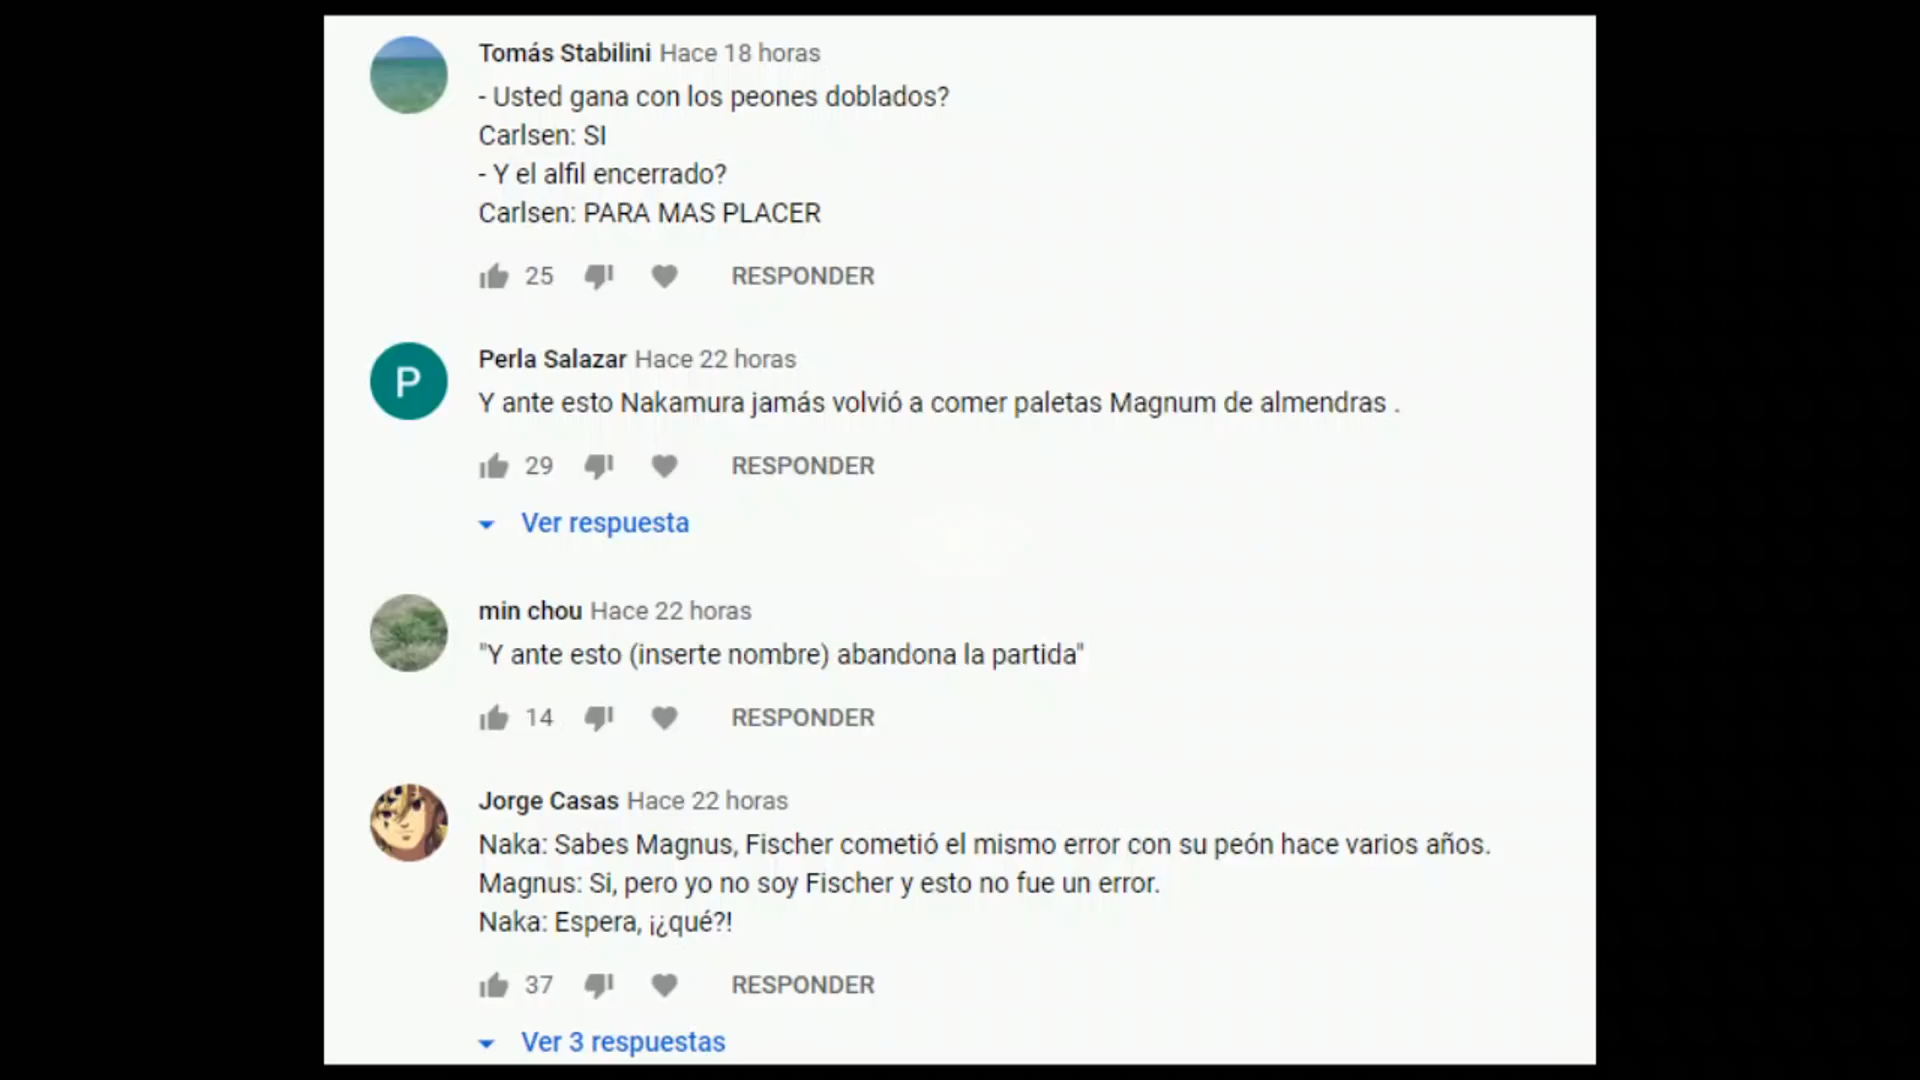 Tomás Stabilini Hace 18 horas
- Usted gana con los peones doblados?
Carlsen: SI
- Y el alfil encerrado?
Carlsen: PARA MAS PLACER
25 RESPONDER
P
Perla Salazar Hace 22 horas
Y ante esto Nakamura jamás volvió a comer paletas Magnum de almendras .
29 RESPONDER
Ver respuesta
min chou Hace 22 horas
"Y ante esto (inserte nombre) abandona la partida"
14 RESPONDER
Jorge Casas Hace 22 horas
Naka: Sabes Magnus, Fischer cometió el mismo error con su peón hace varios años.
Magnus: Si, pero yo no soy Fischer y esto no fue un error.
Naka: Espera, ¡¿qué?!
37 RESPONDER
Ver 3 respuestas